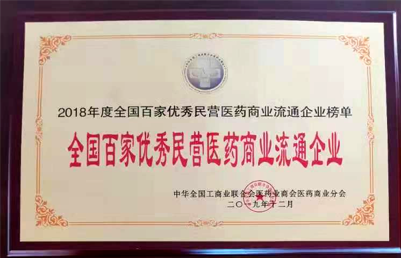 2018年度全国百家优秀民营医药商业流通企业榜单
全国百家优秀民营医药商业流通企业
中华全国工商业联合会医药业商会医药商业分会
二〇一九年十二月